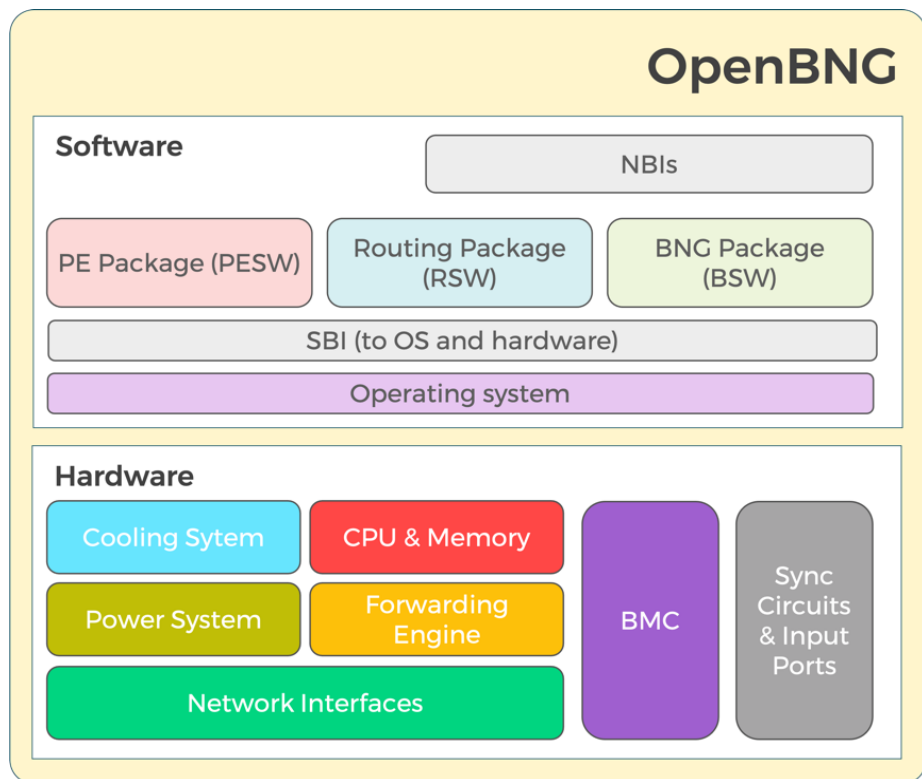 OpenBNG
Software
NBIs
PE Package (PESW)
Routing Package
(RSW)
BNG Package
(BSW)
SBI (to OS and hardware)
Operating system
Hardware
Cooling Sytem
CPU & Memory
Power System
Forwarding
Engine
Network Interfaces
BMC
Sync
Circuits
& Input
Ports